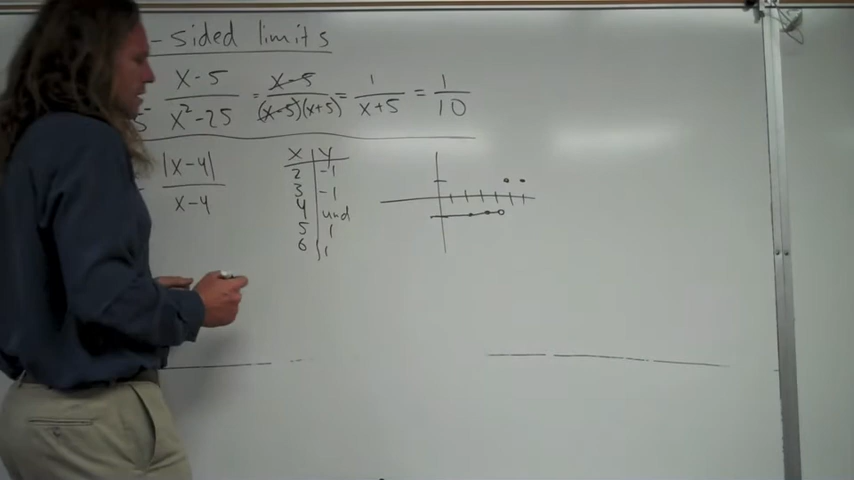 -sided limits
x-5 / x²-25 = x-5 / (x-5)(x+5) = 1 / x+5 = 1 / 10
5
|x-4| / x-4
x | y
2 | -1
3 | -1
4 | und
5 | 1
6 | 1